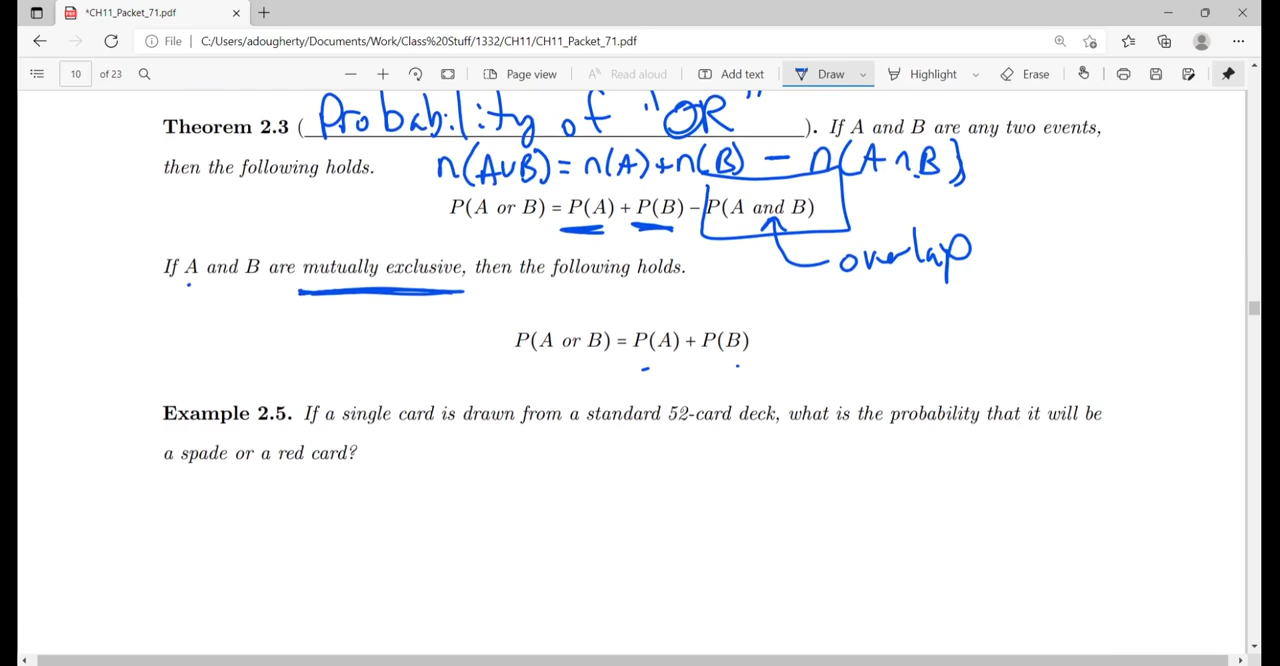 *CH11_Packet_71.pdf
File C:/Users/adougherty/Documents/Work/Class%20Stuff/1332/CH11/CH11_Packet_71.pdf
10 of 23 Page view Read aloud Add text Draw Highlight Erase
Theorem 2.3 (Probability of "OR"). If A and B are any two events,
then the following holds. n(A∪B) = n(A)+n(B) - n(A∩B)
P(A or B) = P(A) + P(B) − P(A and B)
overlap
If A and B are mutually exclusive, then the following holds.
P(A or B) = P(A) + P(B)
Example 2.5. If a single card is drawn from a standard 52-card deck, what is the probability that it will be
a spade or a red card?